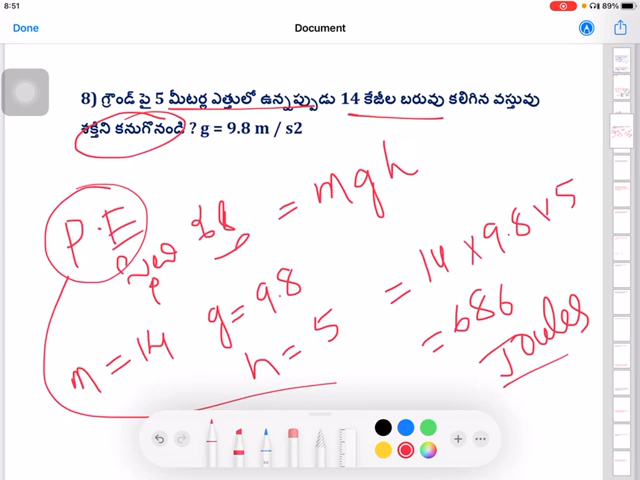 8:51
89%
Done
Document
8) గ్రౌండ్ పై 5 మీటర్ల ఎత్తులో ఉన్నప్పుడు 14 కేజీల బరువు కలిగిన వస్తువు
శక్తిని కనుగొనండి ? g = 9.8 m / s2
P.E
= mgh
m = 14
g = 9.8
h = 5
= 14 × 9.8 × 5
= 686
Joules